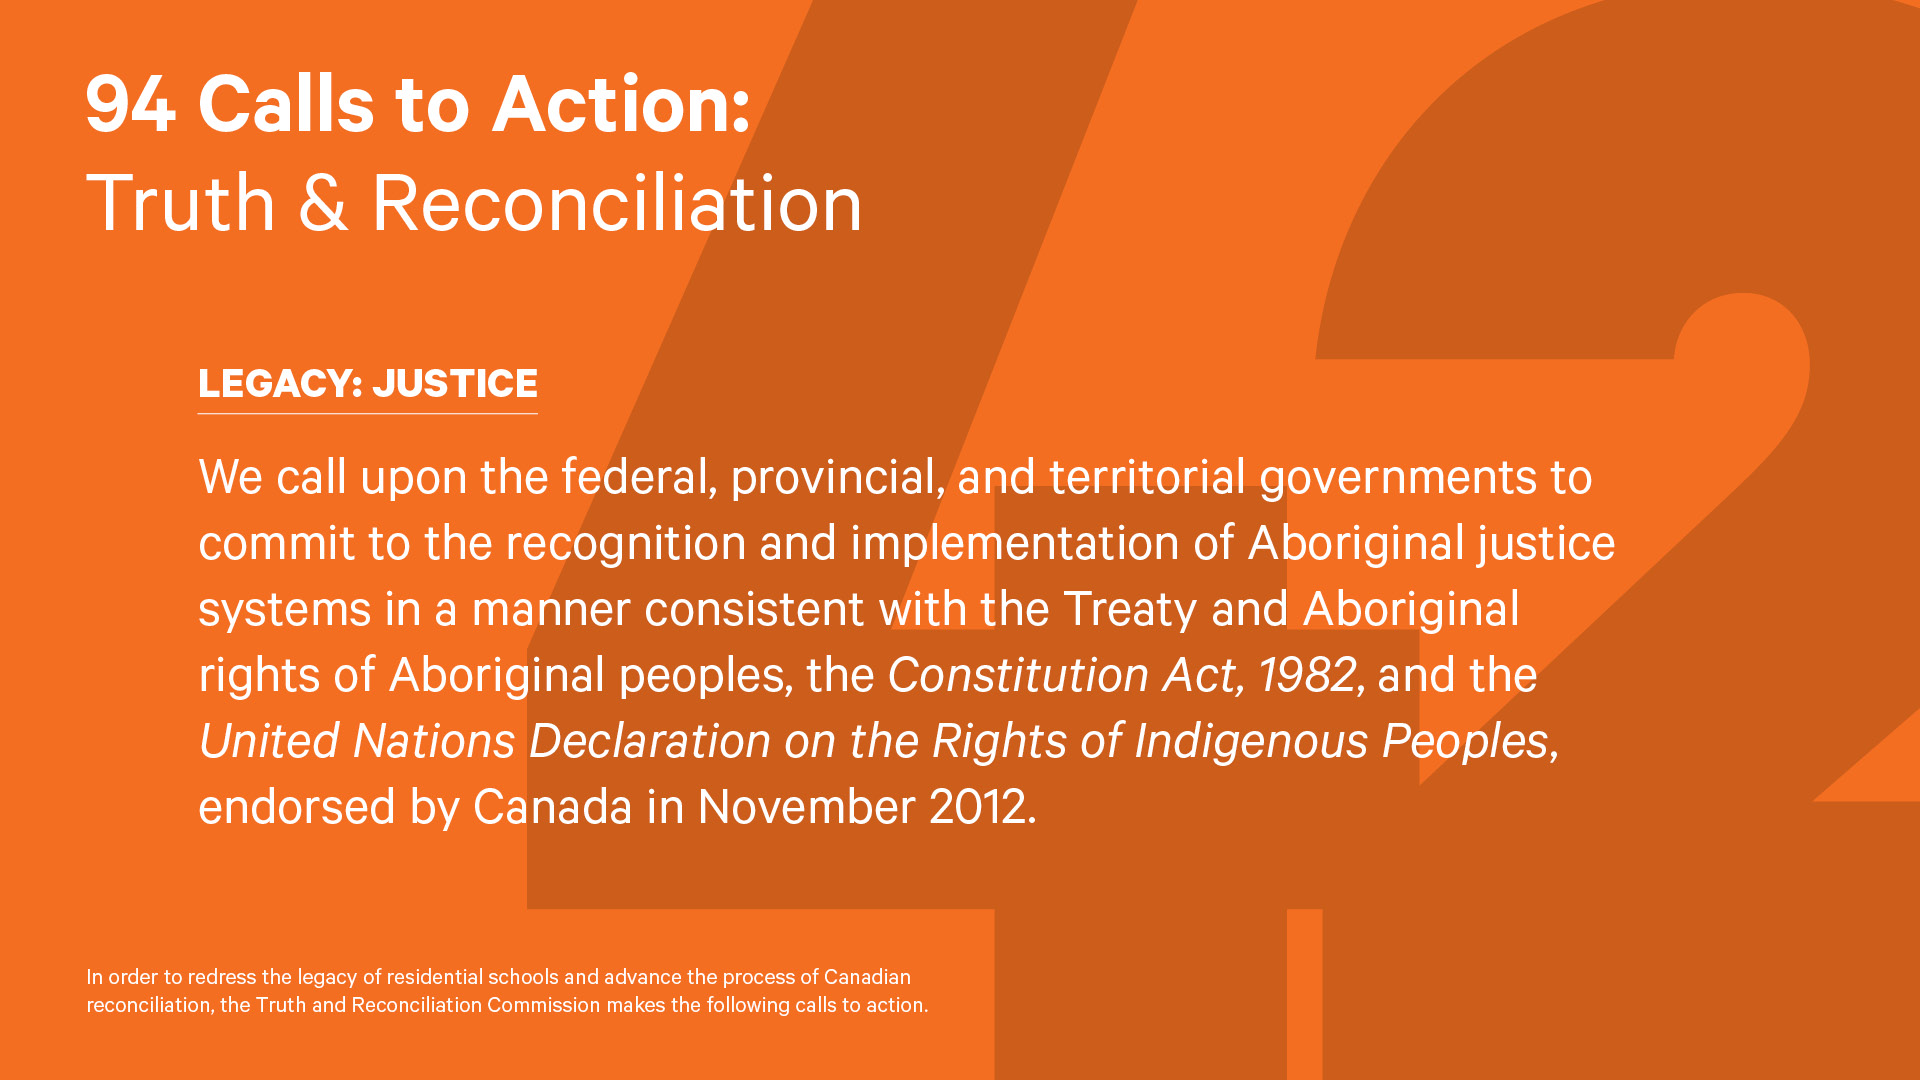 94 Calls to Action:
Truth & Reconciliation
LEGACY: JUSTICE
We call upon the federal, provincial, and territorial governments to
commit to the recognition and implementation of Aboriginal justice
systems in a manner consistent with the Treaty and Aboriginal
rights of Aboriginal peoples, the Constitution Act, 1982, and the
United Nations Declaration on the Rights of Indigenous Peoples,
endorsed by Canada in November 2012.
In order to redress the legacy of residential schools and advance the process of Canadian
reconciliation, the Truth and Reconciliation Commission makes the following calls to action.
42